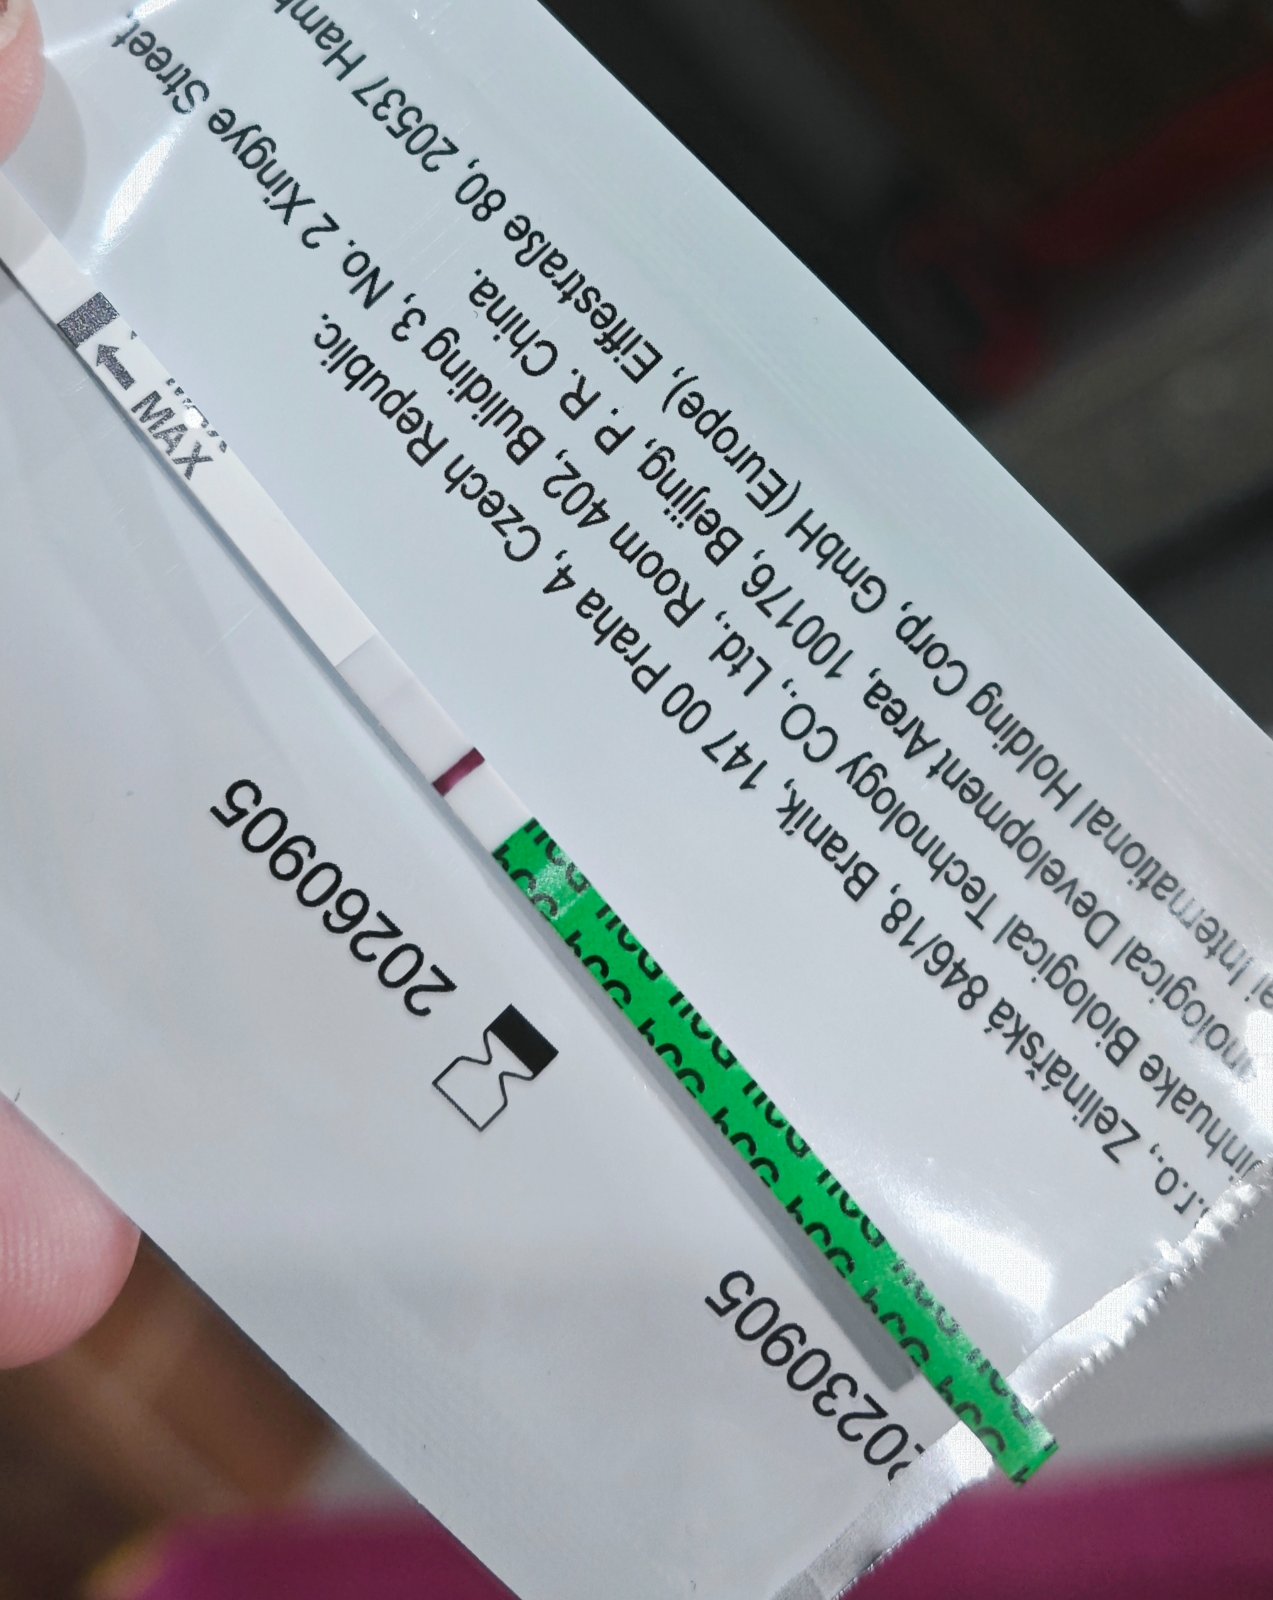 20230905 20260905
MAX
.r.o., Zelinářská 846/18, Braník, 147 00 Praha 4, Czech Republic.
inhuake Biological Technology CO., Ltd., Room 402, Buliding 3, No. 2 Xingye Street,
nological Development Area, 100176, Beijing, P. R. China.
ai International Holding Corp. GmbH (Europe), Eiffestraße 80, 20537 Hamb